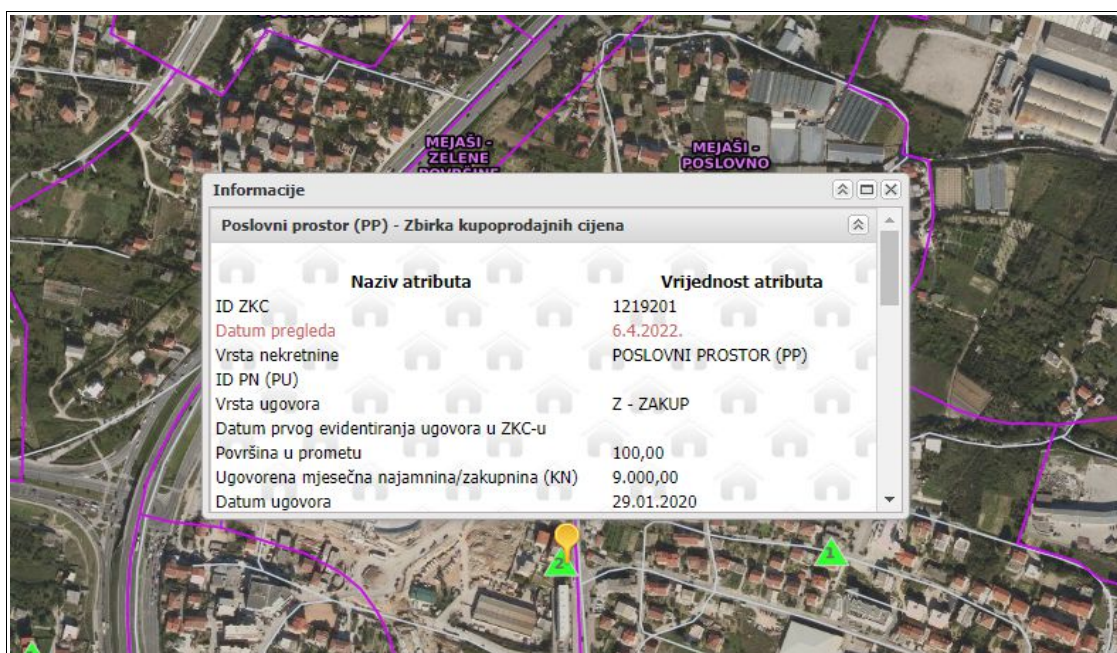 MEJAŠI -
ZELENE
MEJAŠI -
POSLOVNO
Informacije
Poslovni prostor (PP) - Zbirka kupoprodajnih cijena
Naziv atributa Vrijednost atributa
ID ZKC 1219201
Datum pregleda 6.4.2022.
Vrsta nekretnine POSLOVNI PROSTOR (PP)
ID PN (PU)
Vrsta ugovora Z - ZAKUP
Datum prvog evidentiranja ugovora u ZKC-u
Površina u prometu 100,00
Ugovorena mjesečna najamnina/zakupnina (KN) 9.000,00
Datum ugovora 29.01.2020
2
1